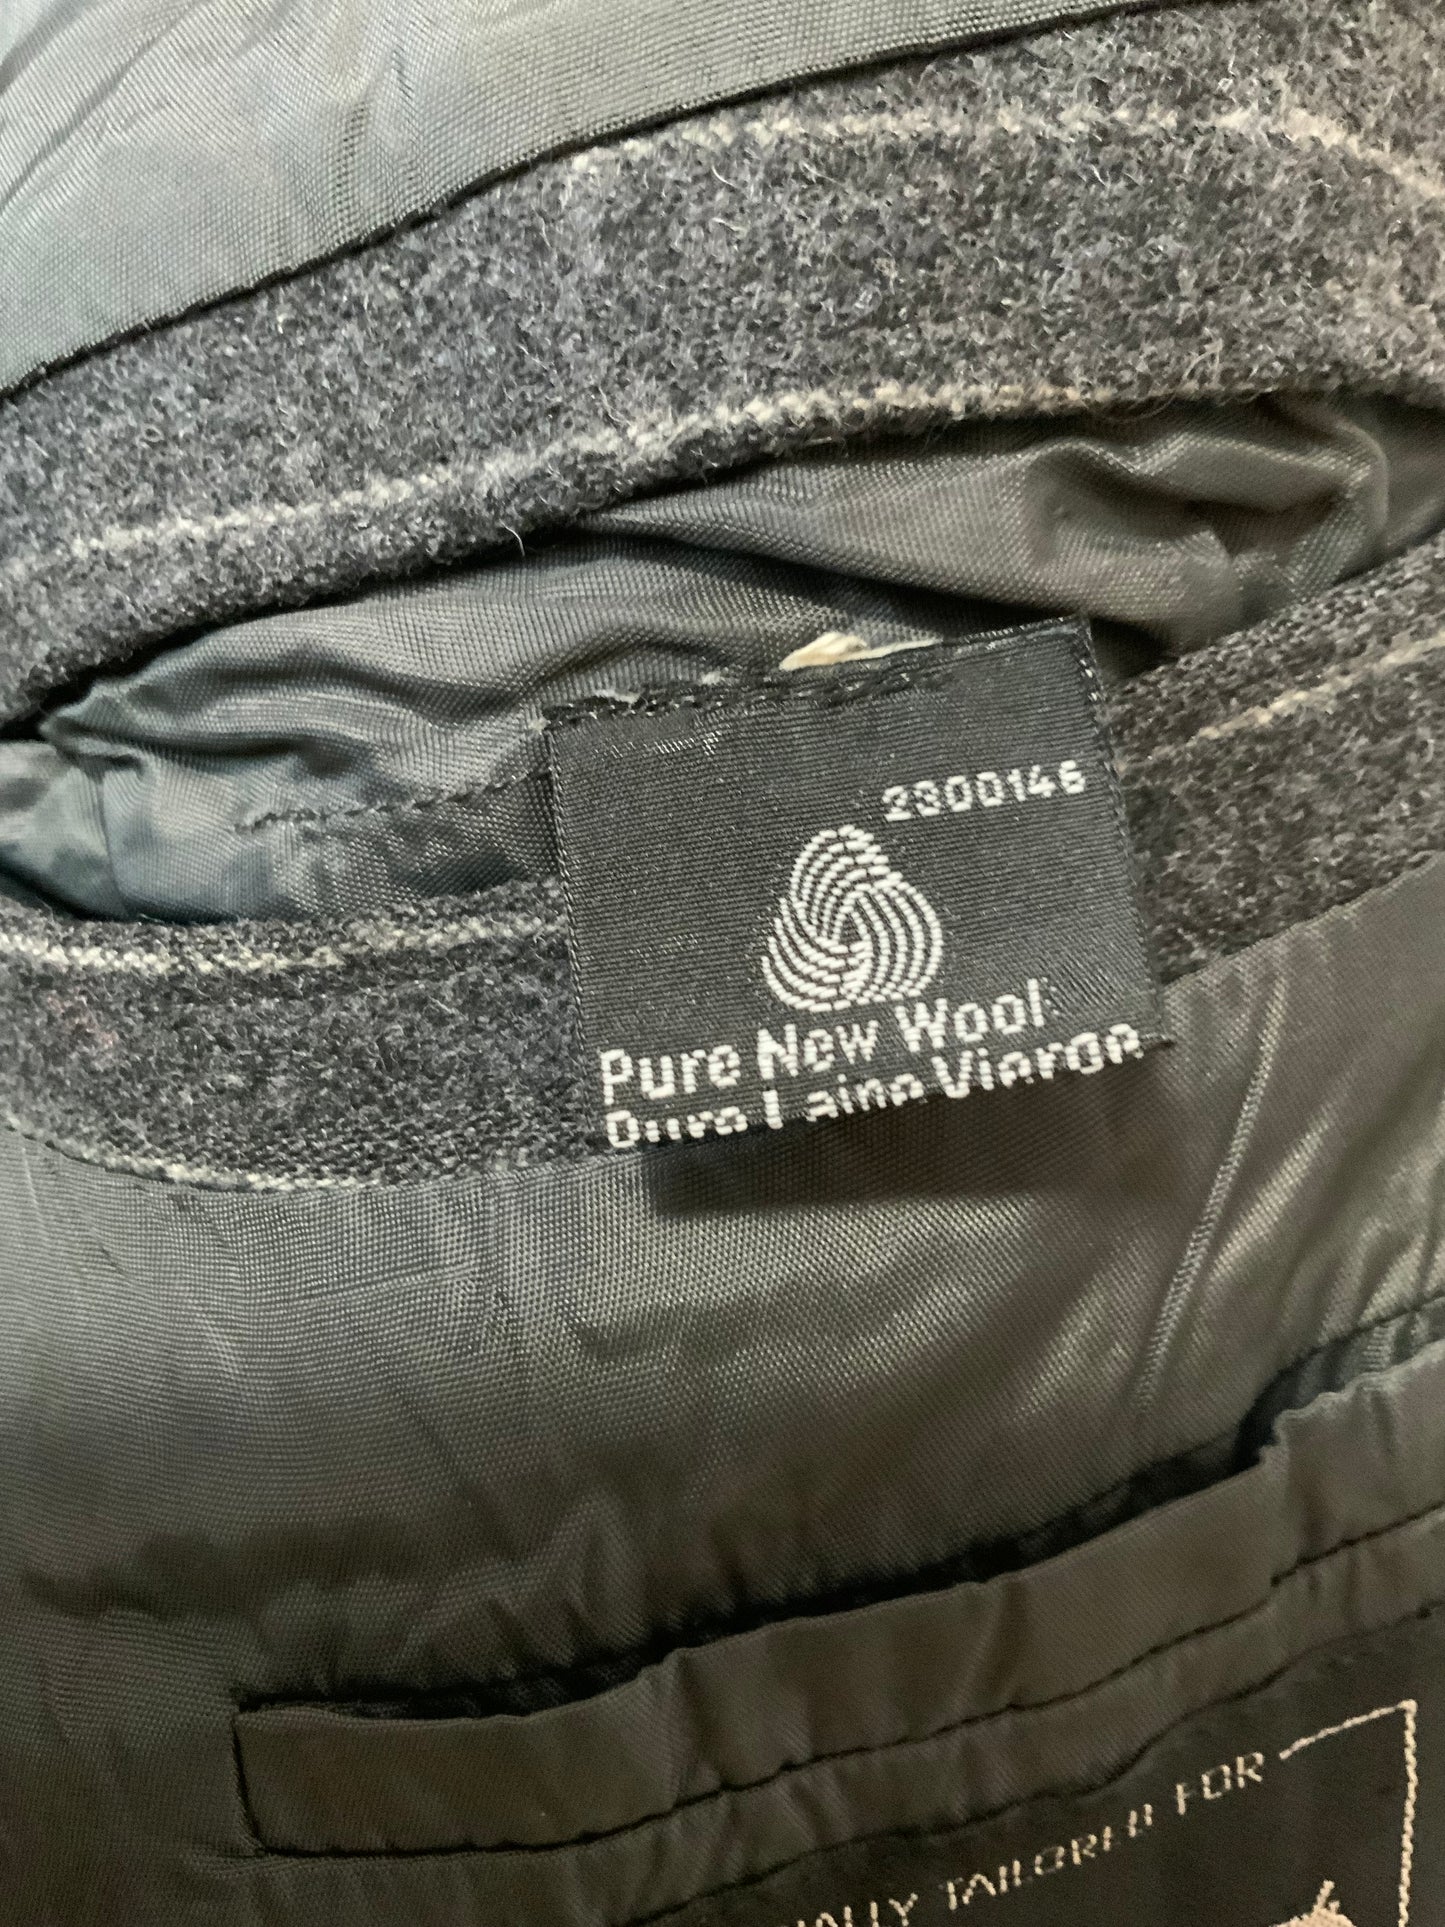 2300146
Pure New Wool
Pure Laine Vierge
TAILORED FOR